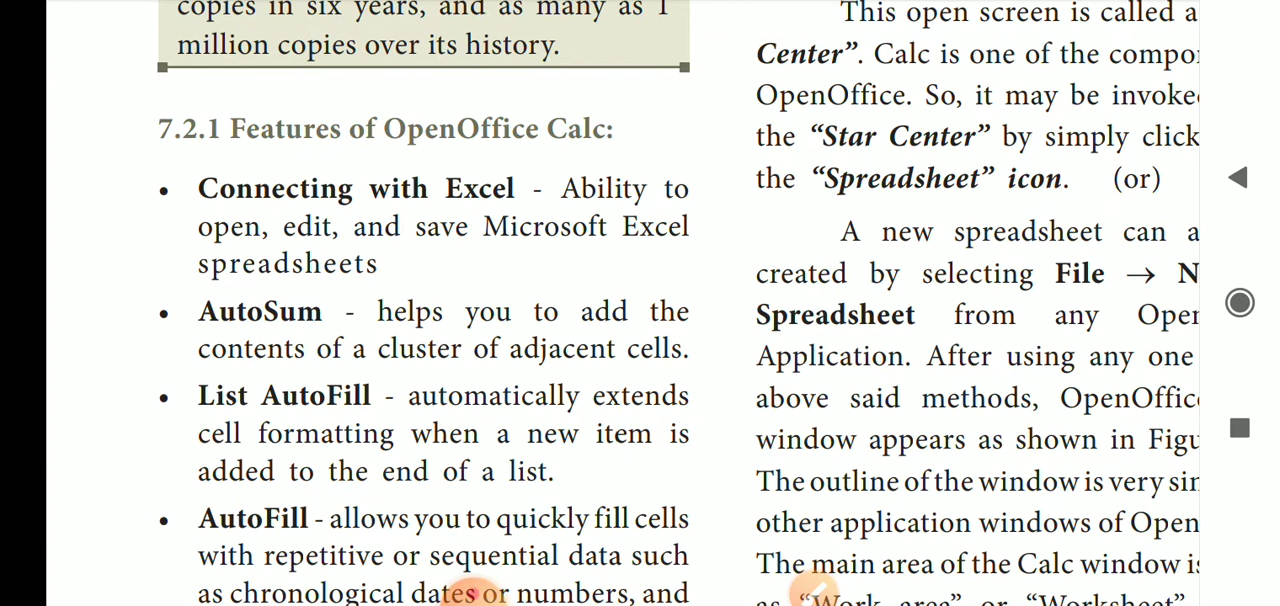 copies in six years, and as many as 1
million copies over its history.
7.2.1 Features of OpenOffice Calc:
• Connecting with Excel - Ability to
open, edit, and save Microsoft Excel
spreadsheets
• AutoSum - helps you to add the
contents of a cluster of adjacent cells.
• List AutoFill - automatically extends
cell formatting when a new item is
added to the end of a list.
• AutoFill - allows you to quickly fill cells
with repetitive or sequential data such
as chronological dates or numbers, and
This open screen is called a
Center”. Calc is one of the compo
OpenOffice. So, it may be invoke
the “Star Center” by simply click
the “Spreadsheet” icon. (or)
A new spreadsheet can a
created by selecting File → N
Spreadsheet from any Open
Application. After using any one
above said methods, OpenOffic
window appears as shown in Figu
The outline of the window is very sim
other application windows of Open
The main area of the Calc window is
as “Work area” or “Worksheet”